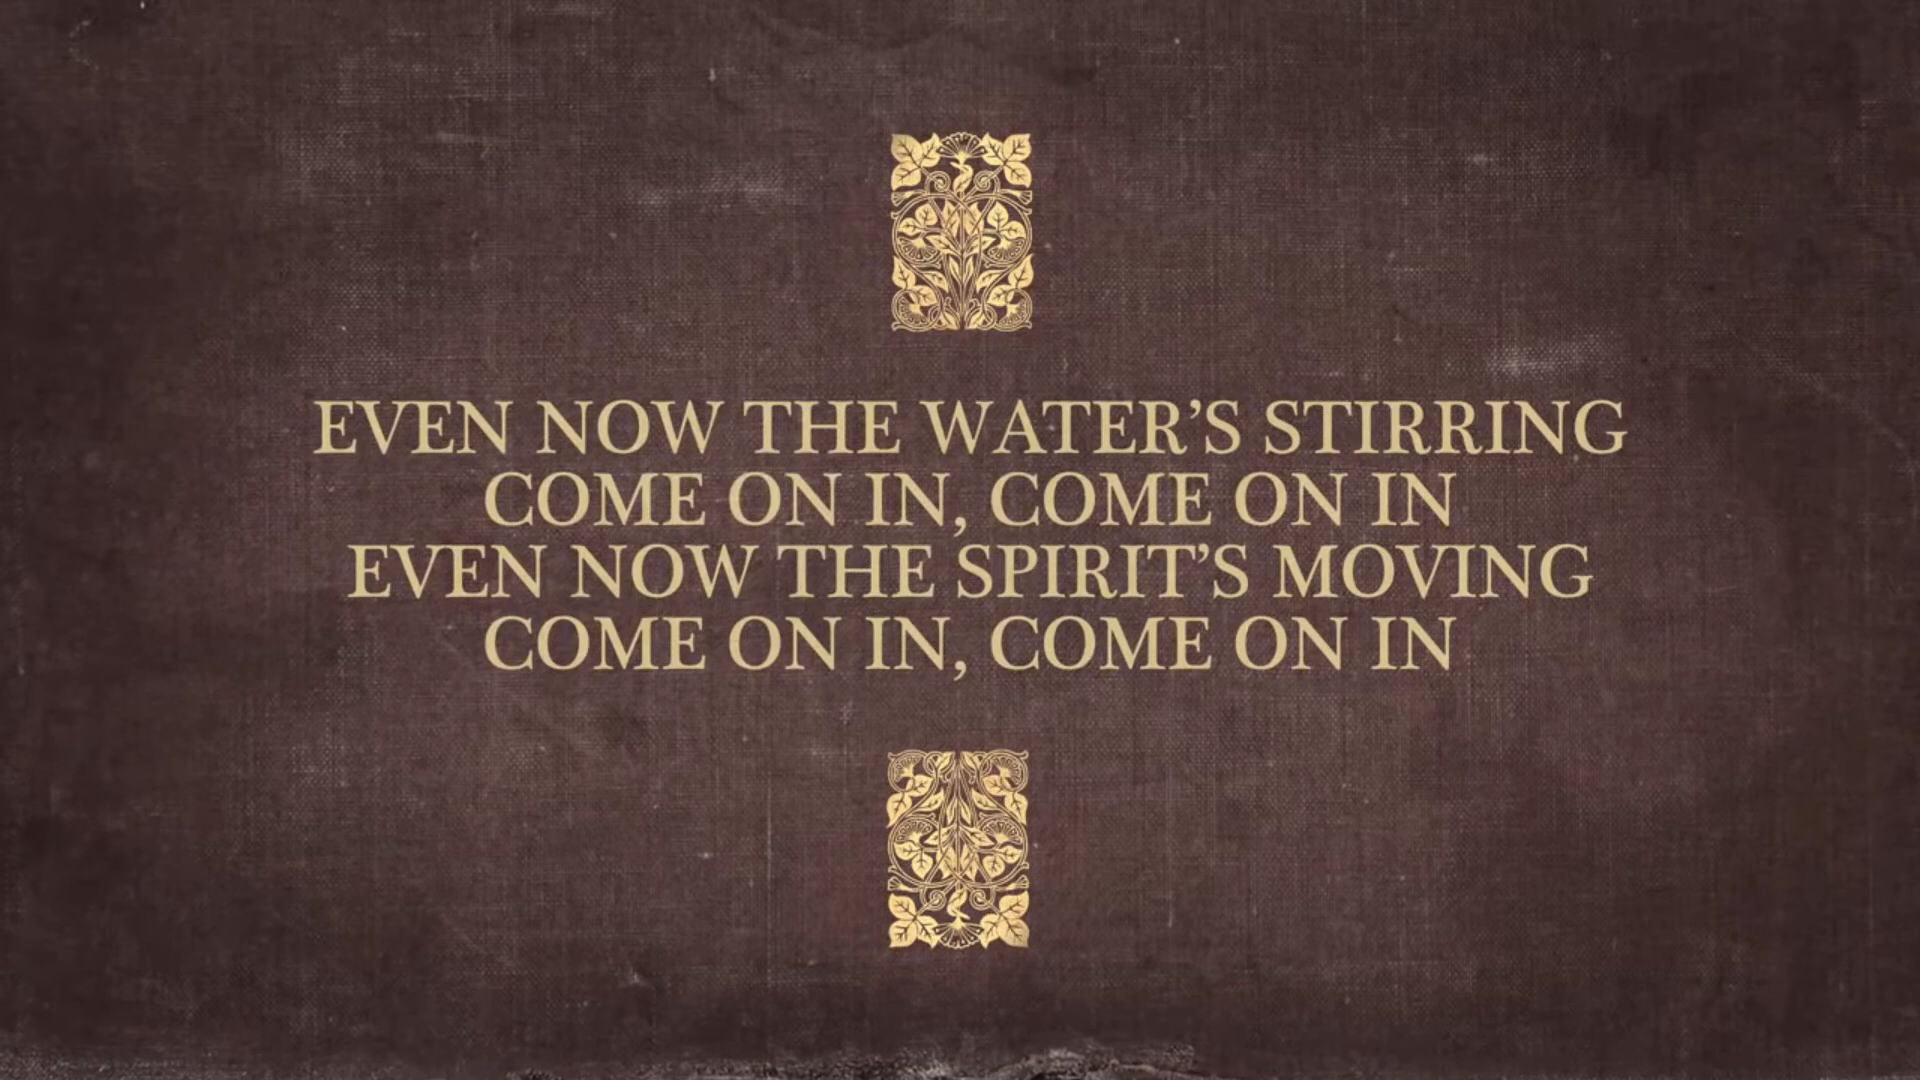 EVEN NOW THE WATER’S STIRRING
COME ON IN, COME ON IN
EVEN NOW THE SPIRIT’S MOVING
COME ON IN, COME ON IN